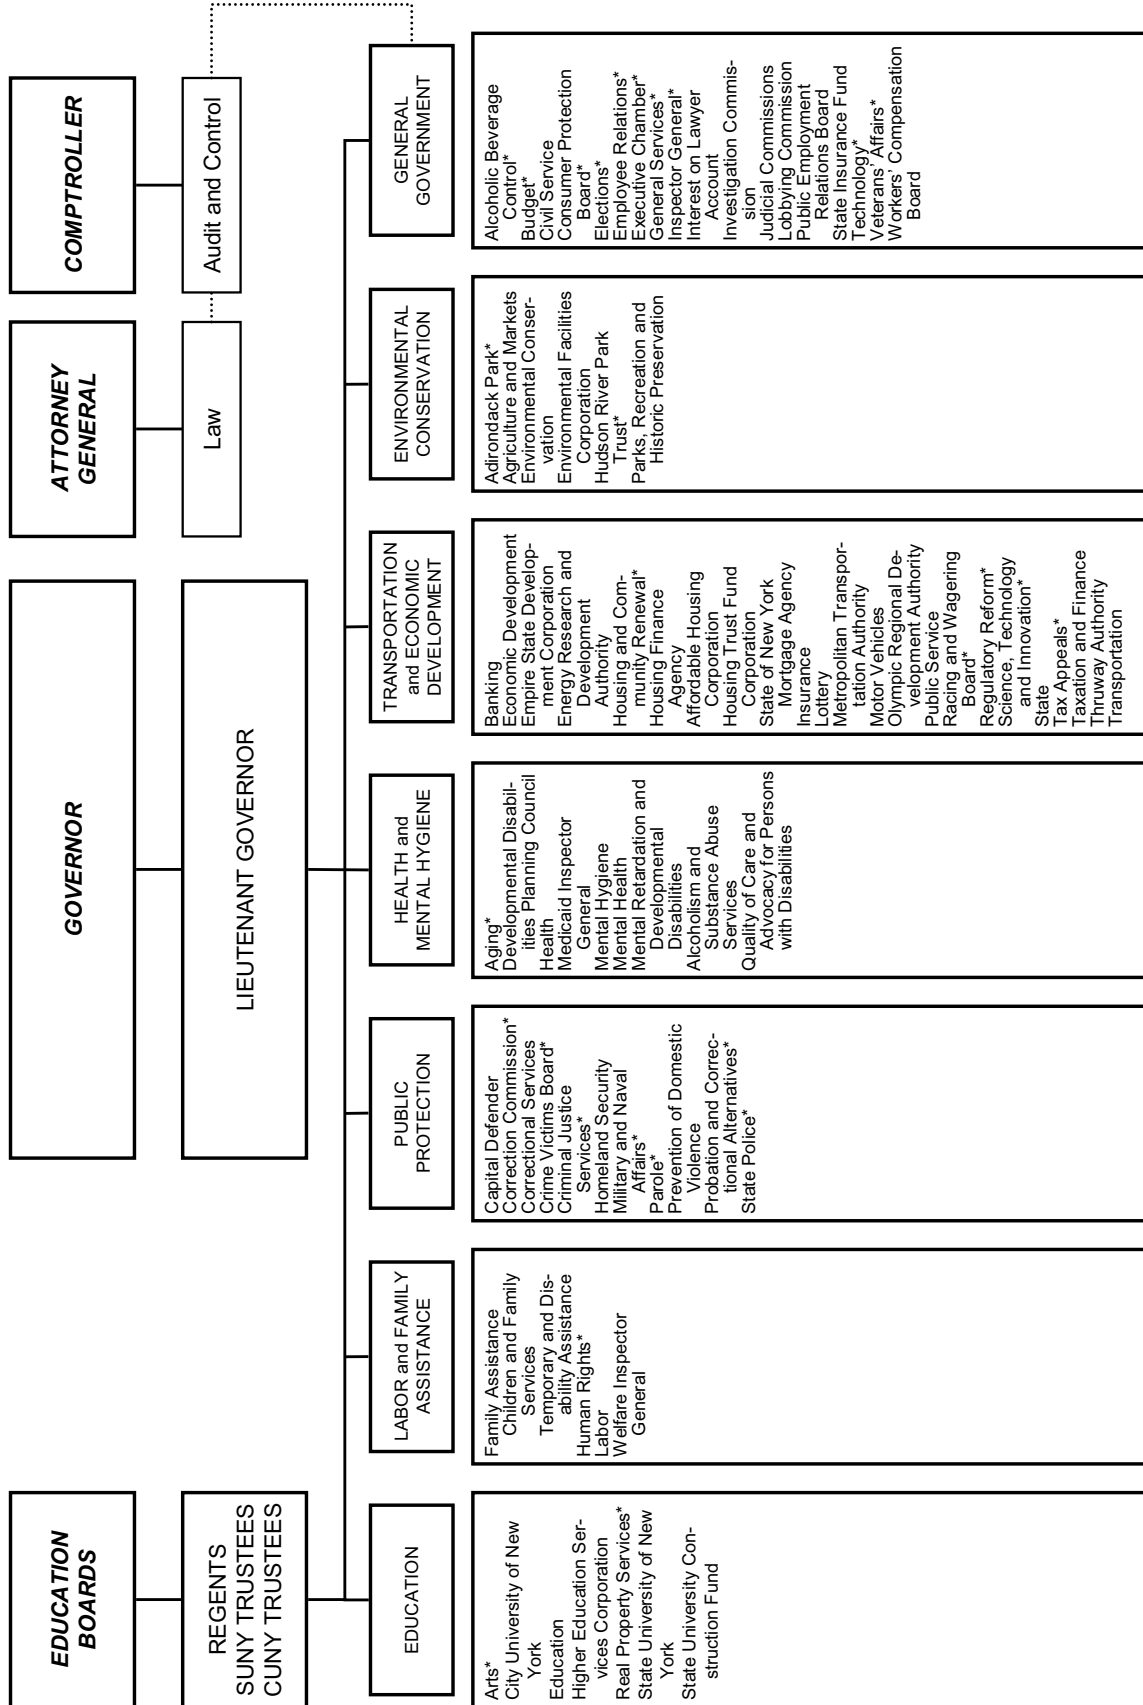 EDUCATION
BOARDS
GOVERNOR
ATTORNEY
GENERAL
COMPTROLLER
REGENTS
SUNY TRUSTEES
CUNY TRUSTEES
LIEUTENANT GOVERNOR
Law
Audit and Control
EDUCATION
LABOR and FAMILY
ASSISTANCE
PUBLIC
PROTECTION
HEALTH and
MENTAL HYGIENE
TRANSPORTATION
and ECONOMIC
DEVELOPMENT
ENVIRONMENTAL
CONSERVATION
GENERAL
GOVERNMENT
Arts*
City University of New
York
Education
Higher Education Ser-
vices Corporation
Real Property Services*
State University of New
York
State University Con-
struction Fund
Family Assistance
Children and Family
Services
Temporary and Dis-
ability Assistance
Human Rights*
Labor
Welfare Inspector
General
Capital Defender
Correction Commission*
Correctional Services
Crime Victims Board*
Criminal Justice
Services*
Homeland Security
Military and Naval
Affairs*
Parole*
Prevention of Domestic
Violence
Probation and Correc-
tional Alternatives*
State Police*
Aging*
Developmental Disabil-
ities Planning Council
Health
Medicaid Inspector
General
Mental Hygiene
Mental Health
Mental Retardation and
Developmental
Disabilities
Alcoholism and
Substance Abuse
Services
Quality of Care and
Advocacy for Persons
with Disabilities
Banking
Economic Development
Empire State Develop-
ment Corporation
Energy Research and
Development
Authority
Housing and Com-
munity Renewal*
Housing Finance
Agency
Affordable Housing
Corporation
Housing Trust Fund
Corporation
State of New York
Mortgage Agency
Insurance
Lottery
Metropolitan Transpor-
tation Authority
Motor Vehicles
Olympic Regional De-
velopment Authority
Public Service
Racing and Wagering
Board*
Regulatory Reform*
Science, Technology
and Innovation*
State
Tax Appeals*
Taxation and Finance
Thruway Authority
Transportation
Adirondack Park*
Agriculture and Markets
Environmental Conser-
vation
Environmental Facilities
Corporation
Hudson River Park
Trust*
Parks, Recreation and
Historic Preservation
Alcoholic Beverage
Control*
Budget*
Civil Service
Consumer Protection
Board*
Elections*
Employee Relations*
Executive Chamber*
General Services*
Inspector General*
Interest on Lawyer
Account
Investigation Commis-
sion
Judicial Commissions
Lobbying Commission
Public Employment
Relations Board
State Insurance Fund
Technology*
Veterans' Affairs*
Workers' Compensation
Board